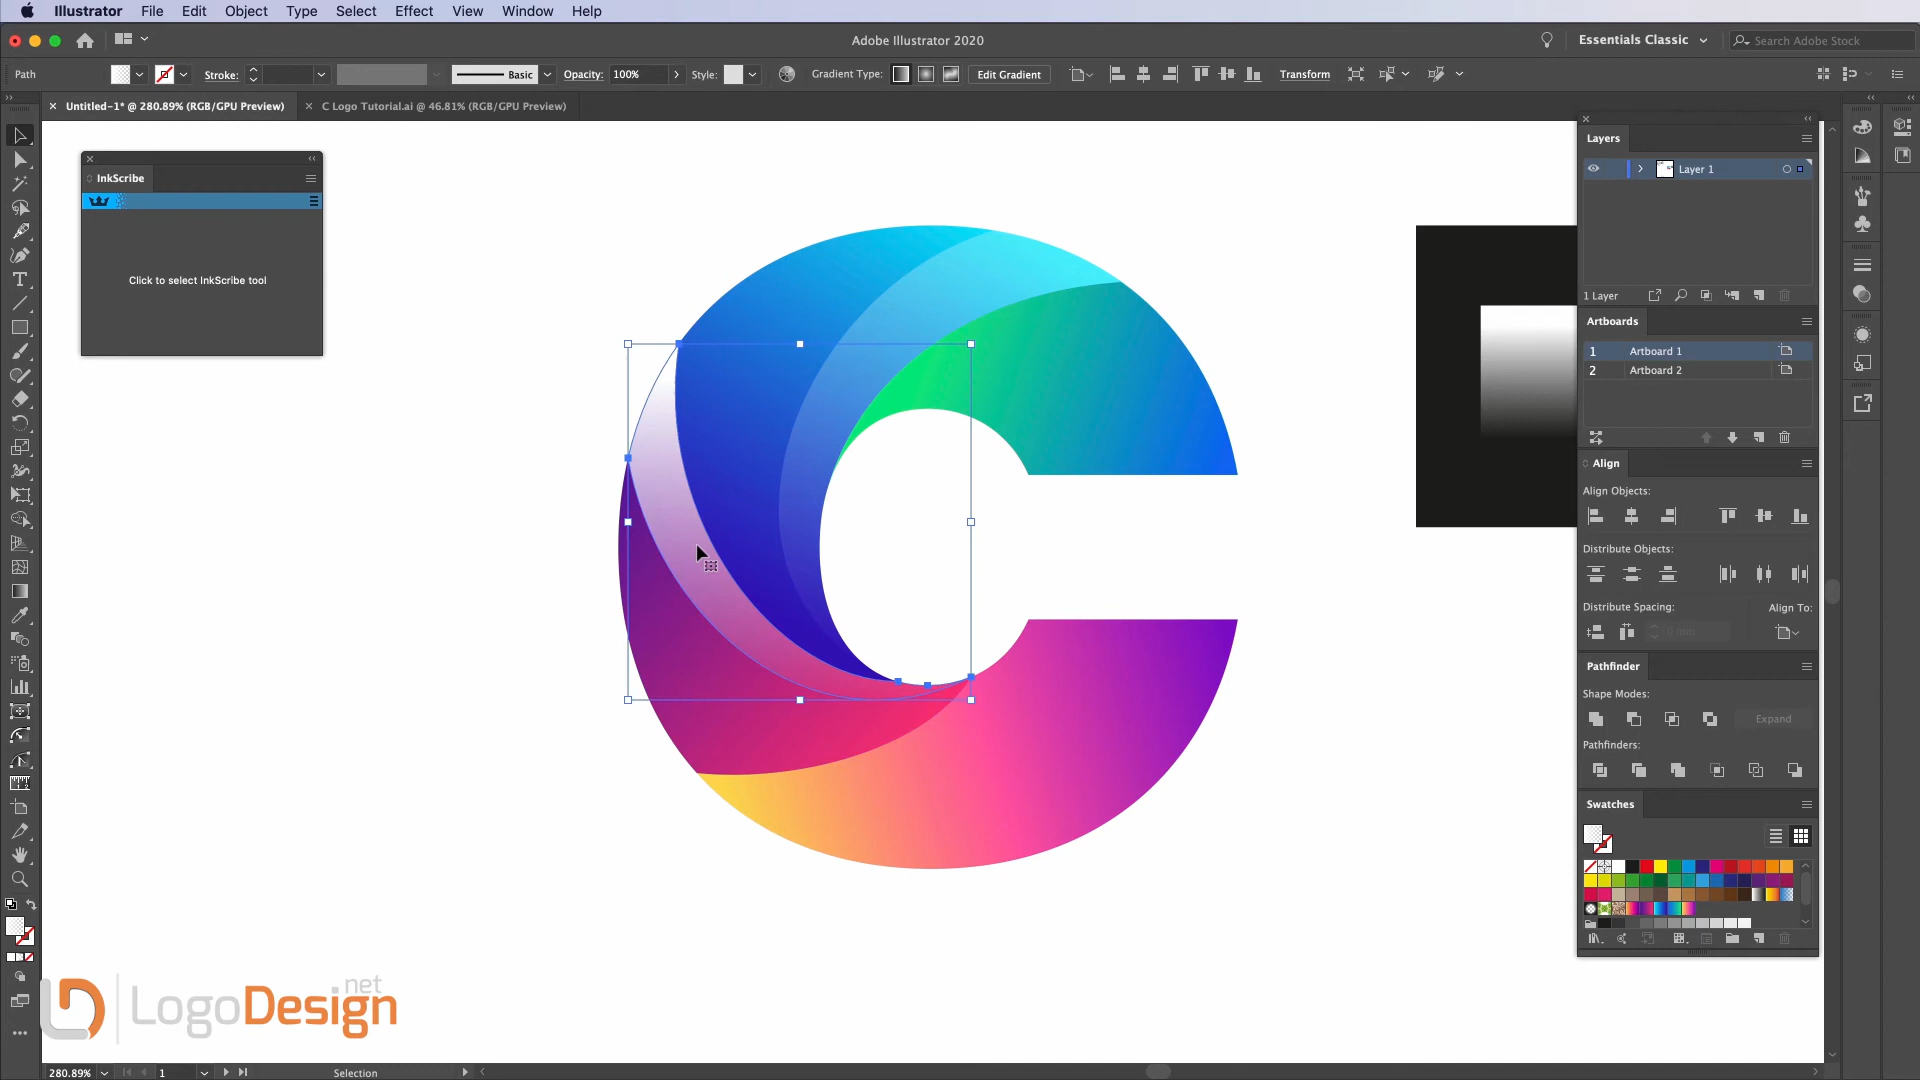 Illustrator File Edit Object Type Select Effect View Window Help
Adobe Illustrator 2020
Essentials Classic
Search Adobe Stock
Path
Stroke:
Basic
Opacity: 100%
Style:
Gradient Type:
Edit Gradient
Transform
Untitled-1* @ 280.89% (RGB/GPU Preview)
C Logo Tutorial.ai @ 46.81% (RGB/GPU Preview)
InkScribe
Click to select InkScribe tool
Layers
Layer 1
1 Layer
Artboards
1 Artboard 1
2 Artboard 2
Align
Align Objects:
Distribute Objects:
Distribute Spacing:
Align To:
0 mm
Pathfinder
Shape Modes:
Expand
Pathfinders:
Swatches
LogoDesign
.net
280.89%
1
Selection